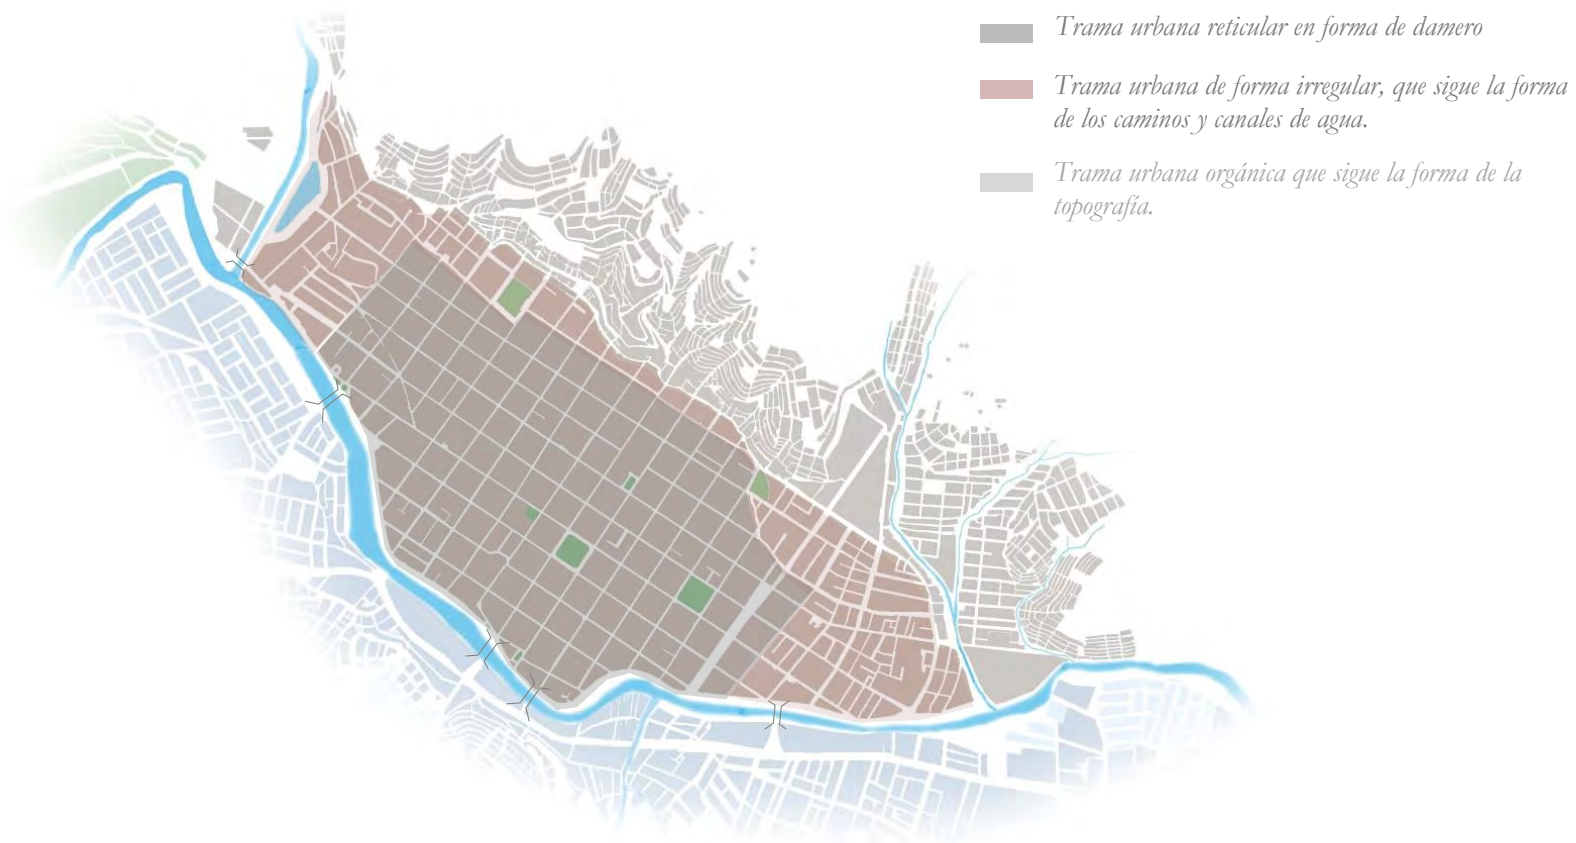 Trama urbana reticular en forma de damero
Trama urbana de forma irregular, que sigue la forma
de los caminos y canales de agua.
Trama urbana orgánica que sigue la forma de la
topografía.